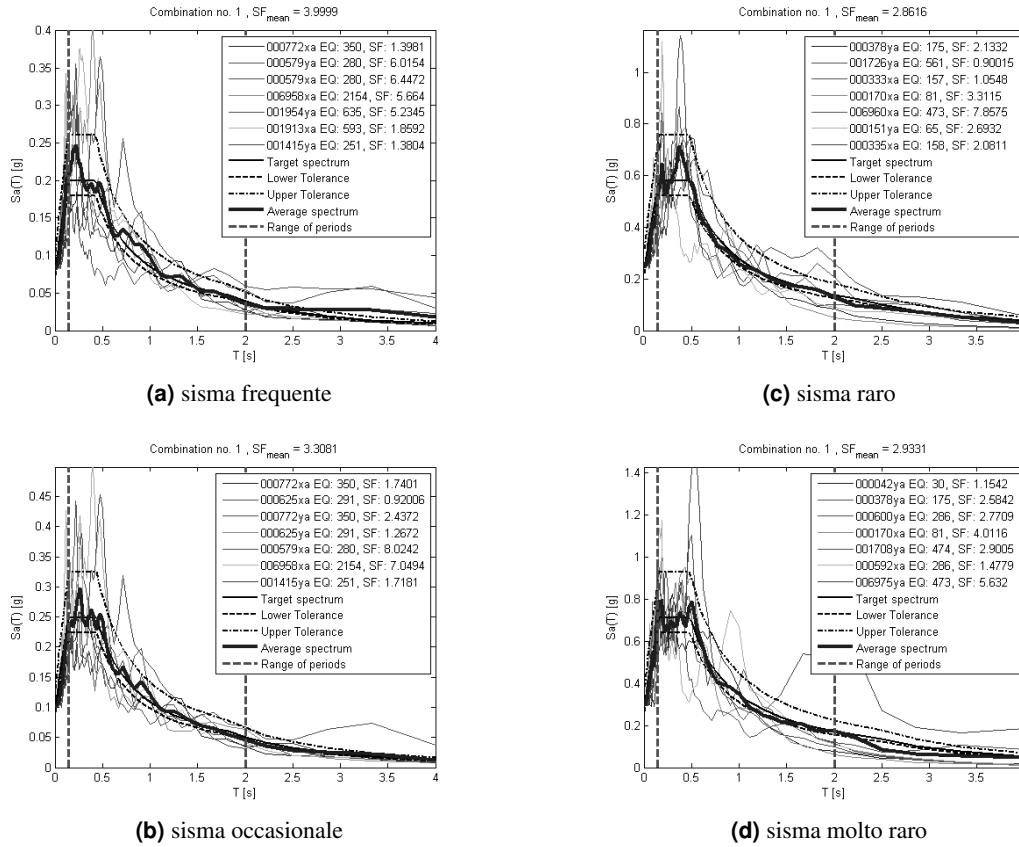 Combination no. 1 , SFmean = 3.9999
0.4
0.35
0.3
0.25
0.2
0.15
0.1
0.05
0
Sa(T) [g]
000772xa EQ: 350, SF: 1.3981
000579ya EQ: 280, SF: 6.0154
000579xa EQ: 280, SF: 6.4472
006958xa EQ: 2154, SF: 5.664
001954ya EQ: 635, SF: 5.2345
001913xa EQ: 593, SF: 1.8592
001415ya EQ: 251, SF: 1.3804
Target spectrum
Lower Tolerance
Upper Tolerance
Average spectrum
Range of periods
0 0.5 1 1.5 2 2.5 3 3.5 4
T [s]
(a) sisma frequente
Combination no. 1 , SFmean = 2.8616
1
0.8
0.6
0.4
0.2
0
Sa(T) [g]
000378ya EQ: 175, SF: 2.1332
001726ya EQ: 561, SF: 0.90015
000333xa EQ: 157, SF: 1.0548
000170xa EQ: 81, SF: 3.3115
006960xa EQ: 473, SF: 7.8575
000151ya EQ: 65, SF: 2.6932
000335xa EQ: 158, SF: 2.0811
Target spectrum
Lower Tolerance
Upper Tolerance
Average spectrum
Range of periods
0 0.5 1 1.5 2 2.5 3 3.5
T [s]
(c) sisma raro
Combination no. 1 , SFmean = 3.3081
0.45
0.4
0.35
0.3
0.25
0.2
0.15
0.1
0.05
0
Sa(T) [g]
000772xa EQ: 350, SF: 1.7401
000625xa EQ: 291, SF: 0.92006
000772ya EQ: 350, SF: 2.4372
000625ya EQ: 291, SF: 1.2672
000579xa EQ: 280, SF: 8.0242
006958xa EQ: 2154, SF: 7.0494
001415ya EQ: 251, SF: 1.7181
Target spectrum
Lower Tolerance
Upper Tolerance
Average spectrum
Range of periods
0 0.5 1 1.5 2 2.5 3 3.5 4
T [s]
(b) sisma occasionale
Combination no. 1 , SFmean = 2.9331
1.4
1.2
1
0.8
0.6
0.4
0.2
0
Sa(T) [g]
000042ya EQ: 30, SF: 1.1542
000378ya EQ: 175, SF: 2.5842
000600ya EQ: 286, SF: 2.7709
000170xa EQ: 81, SF: 4.0116
001708ya EQ: 474, SF: 2.9005
000592xa EQ: 286, SF: 1.4779
006975ya EQ: 473, SF: 5.632
Target spectrum
Lower Tolerance
Upper Tolerance
Average spectrum
Range of periods
0 0.5 1 1.5 2 2.5 3 3.5
T [s]
(d) sisma molto raro